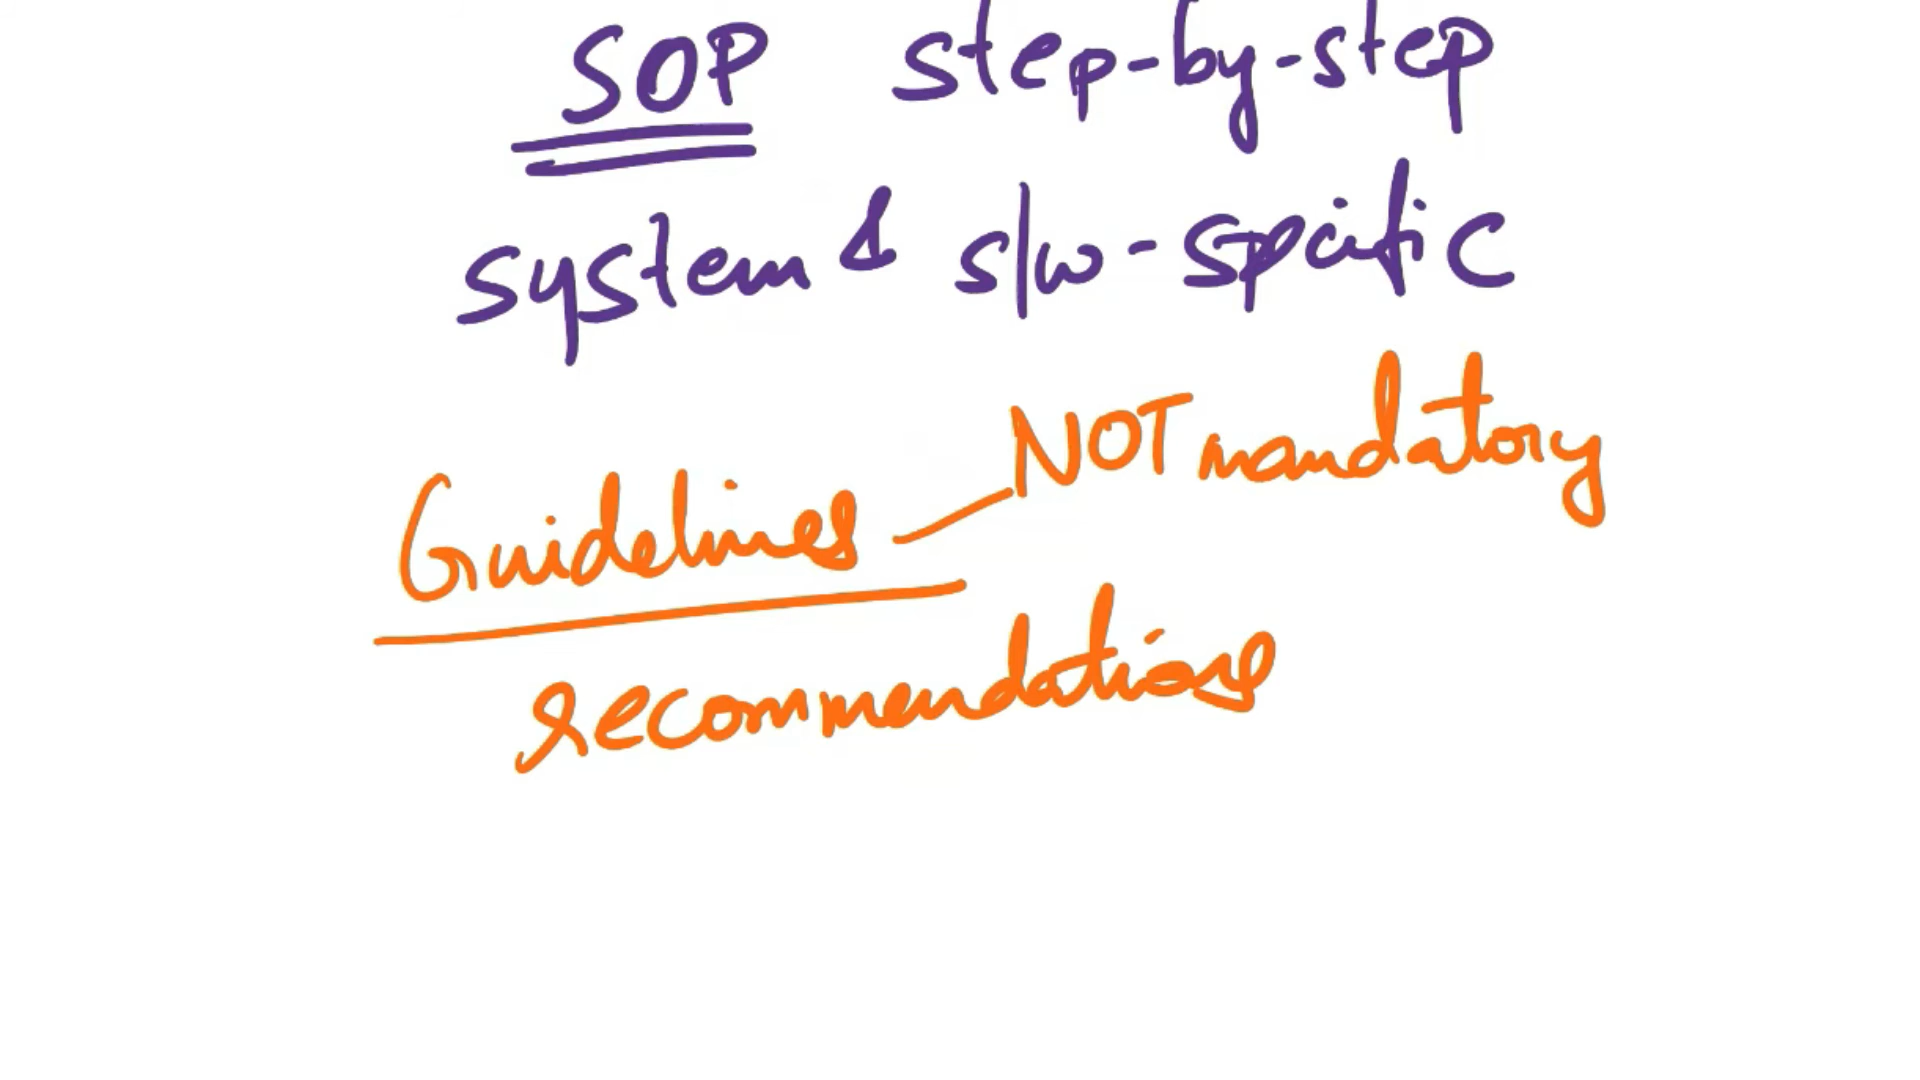 SOP step-by-step
system & s/w-specific
Guidelines - NOT mandatory
recommendations